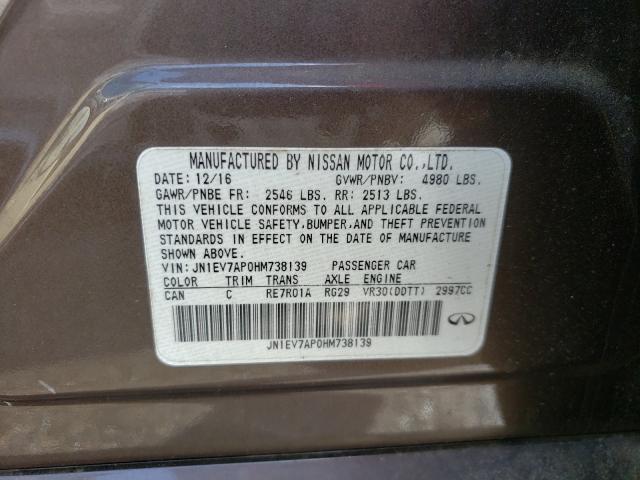 MANUFACTURED BY NISSAN MOTOR CO.,LTD.
DATE: 12/16 GVWR/PNBV: 4980 LBS.
GAWR/PNBE FR: 2546 LBS. RR: 2513 LBS.
THIS VEHICLE CONFORMS TO ALL APPLICABLE FEDERAL
MOTOR VEHICLE SAFETY, BUMPER, AND THEFT PREVENTION
STANDARDS IN EFFECT ON THE DATE OF MANUFACTURE
SHOWN ABOVE.
VIN: JN1EV7AP0HM738139 PASSENGER CAR
COLOR TRIM TRANS AXLE ENGINE
CAN C RE7R01A RG29 VR30(DDTT) 2997CC
JN1EV7AP0HM738139